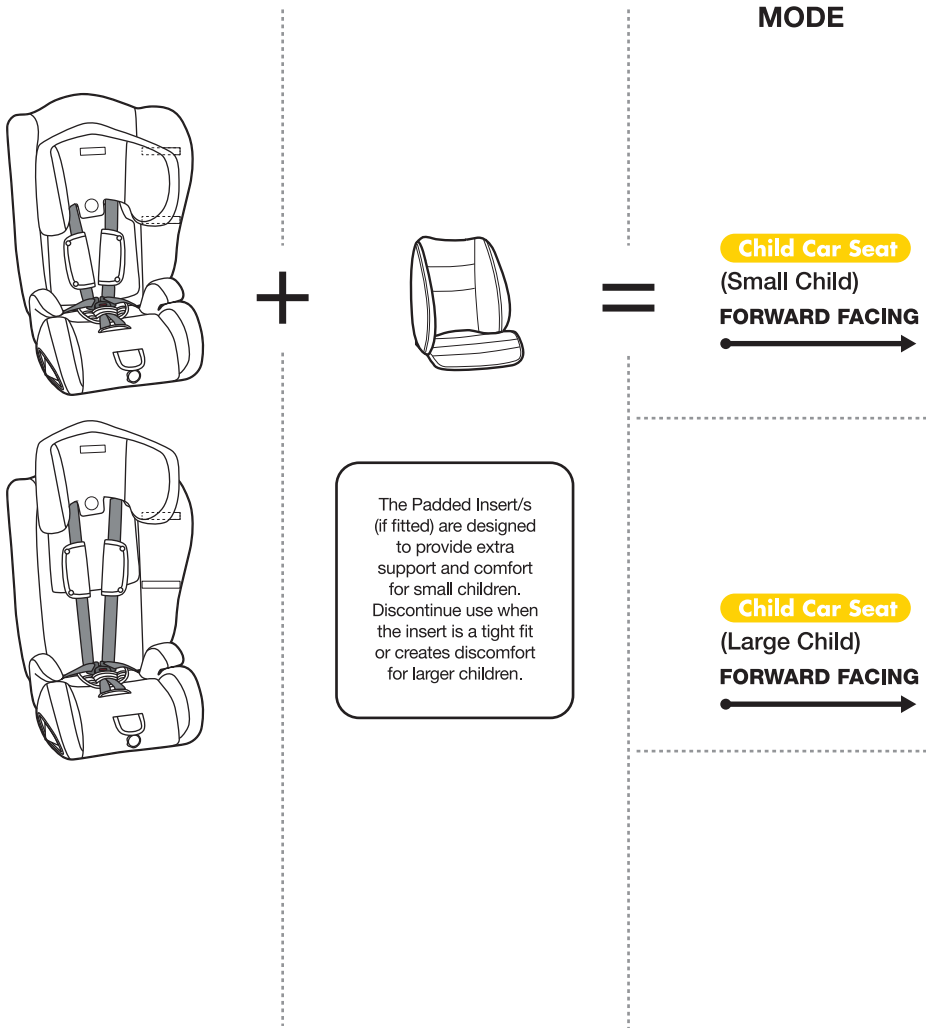 MODE
Child Car Seat
(Small Child)
FORWARD FACING
The Padded Insert/s
(if fitted) are designed
to provide extra
support and comfort
for small children.
Discontinue use when
the insert is a tight fit
or creates discomfort
for larger children.
Child Car Seat
(Large Child)
FORWARD FACING